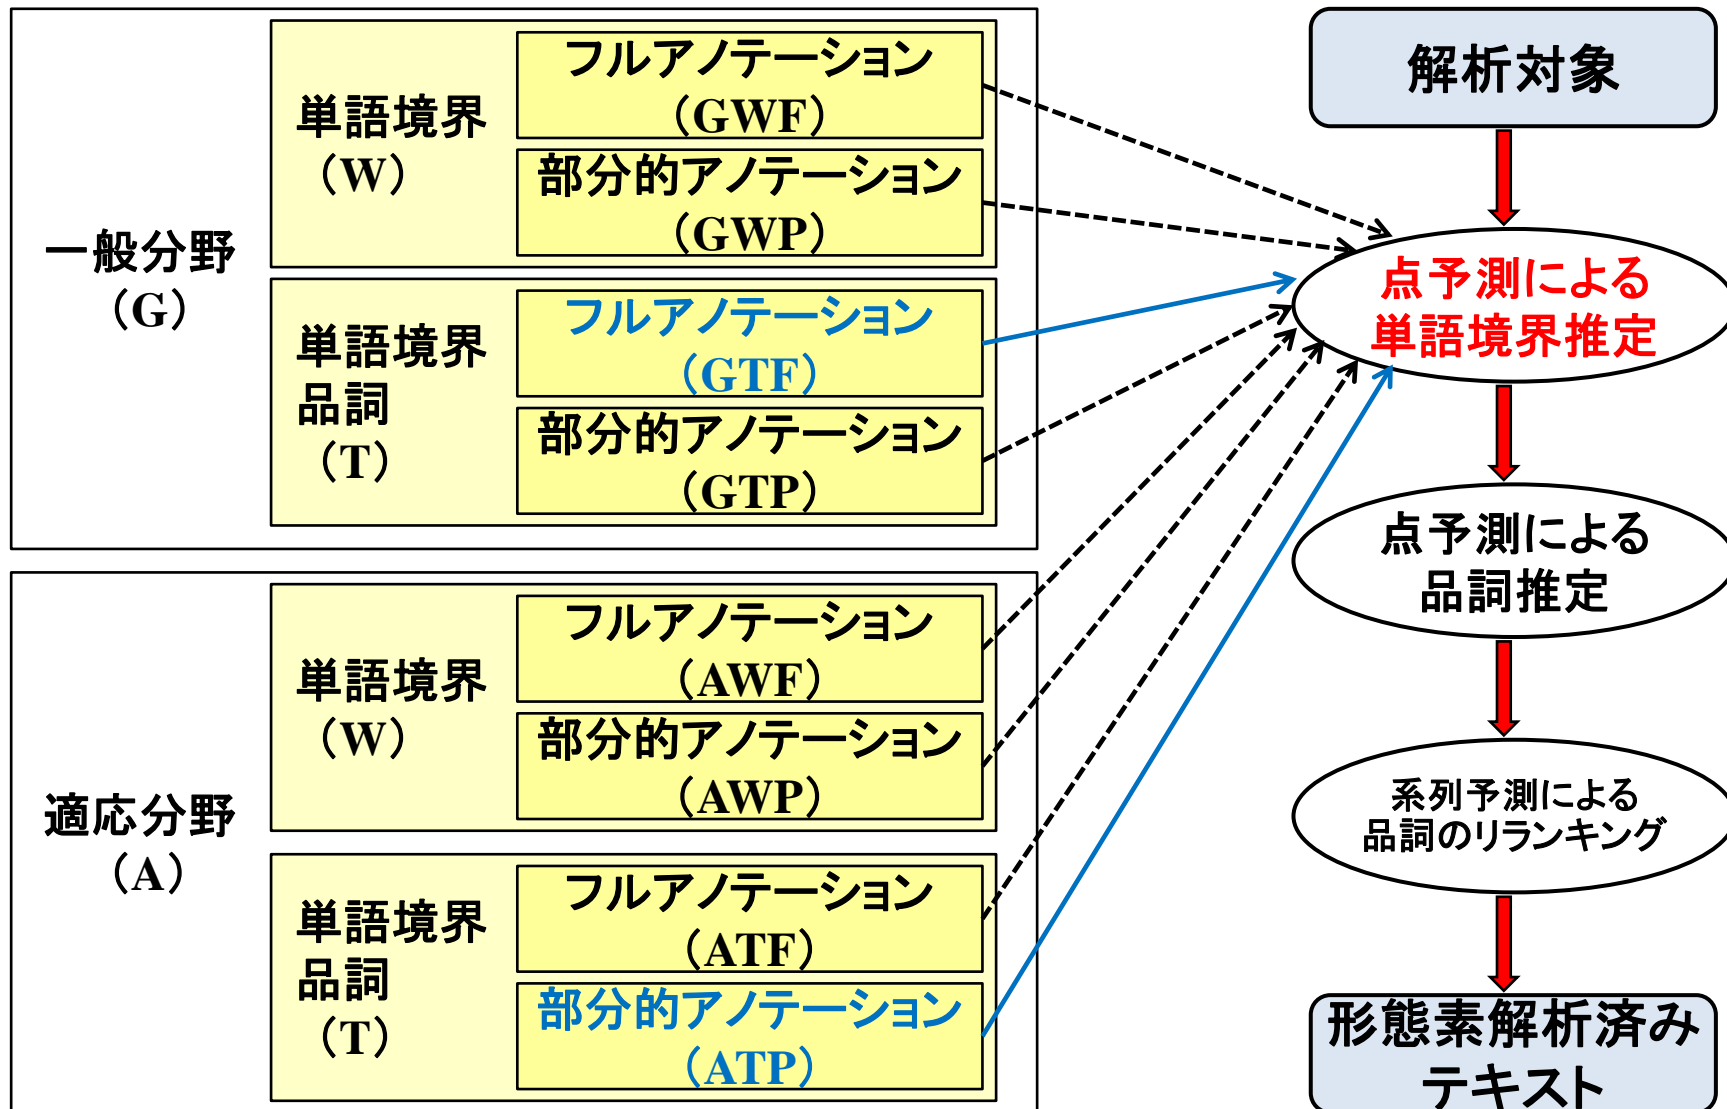 一般分野
（G）
単語境界
（W）
フルアノテーション
（GWF）
部分的アノテーション
（GWP）
単語境界
品詞
（T）
フルアノテーション
（GTF）
部分的アノテーション
（GTP）
適応分野
（A）
単語境界
（W）
フルアノテーション
（AWF）
部分的アノテーション
（AWP）
単語境界
品詞
（T）
フルアノテーション
（ATF）
部分的アノテーション
（ATP）
解析対象
点予測による
単語境界推定
点予測による
品詞推定
系列予測による
品詞のリランキング
形態素解析済み
テキスト